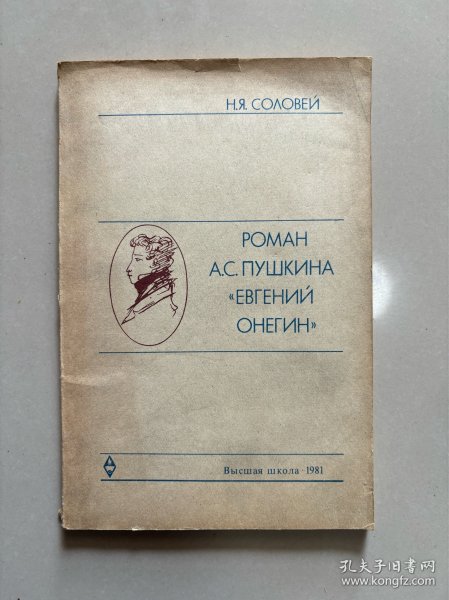 Н.Я. СОЛОВЕЙ
РОМАН
А.С. ПУШКИНА
«ЕВГЕНИЙ
ОНЕГИН»
Высшая школа · 1981
孔夫子旧书网
www.kongfz.com